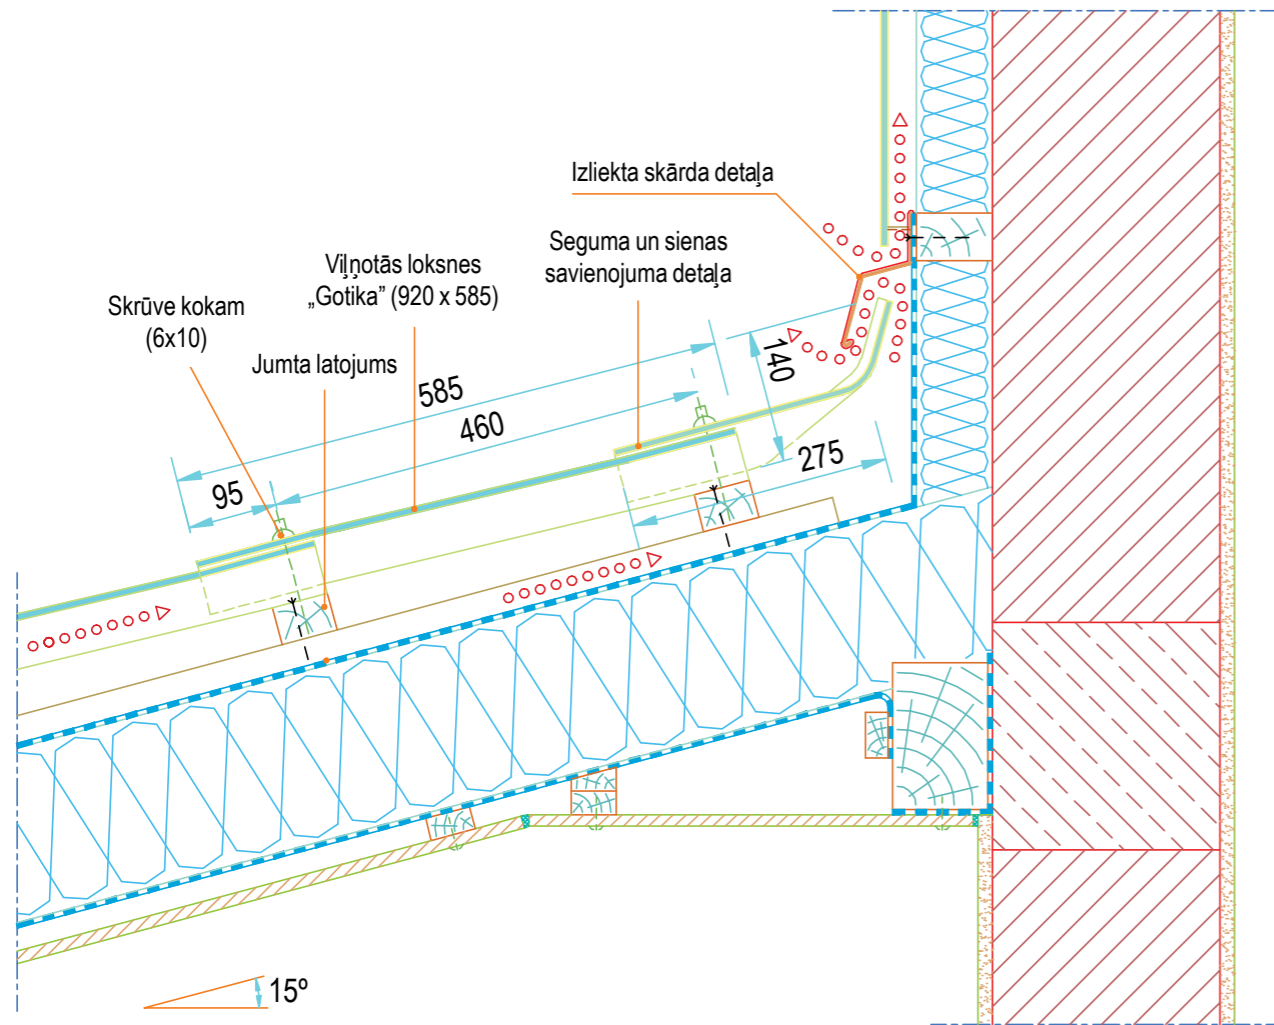 Izliekta skārda detaļa
Seguma un sienas
savienojuma detaļa
Viļņotās loksnes
„Gotika” (920 x 585)
Skrūve kokam
(6x10)
Jumta latojums
585
460
140
275
95
15º